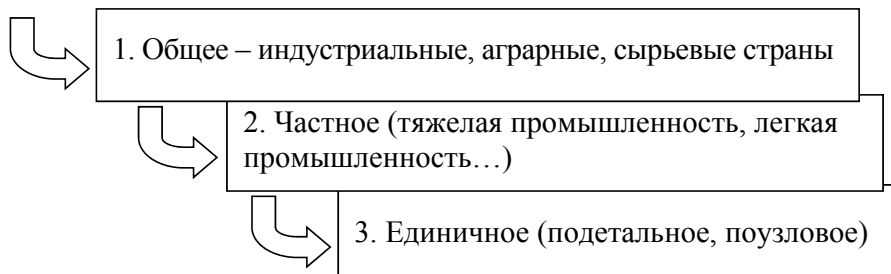 1. Общее – индустриальные, аграрные, сырьевые страны
2. Частное (тяжелая промышленность, легкая
промышленность…)
3. Единичное (подетальное, поузловое)